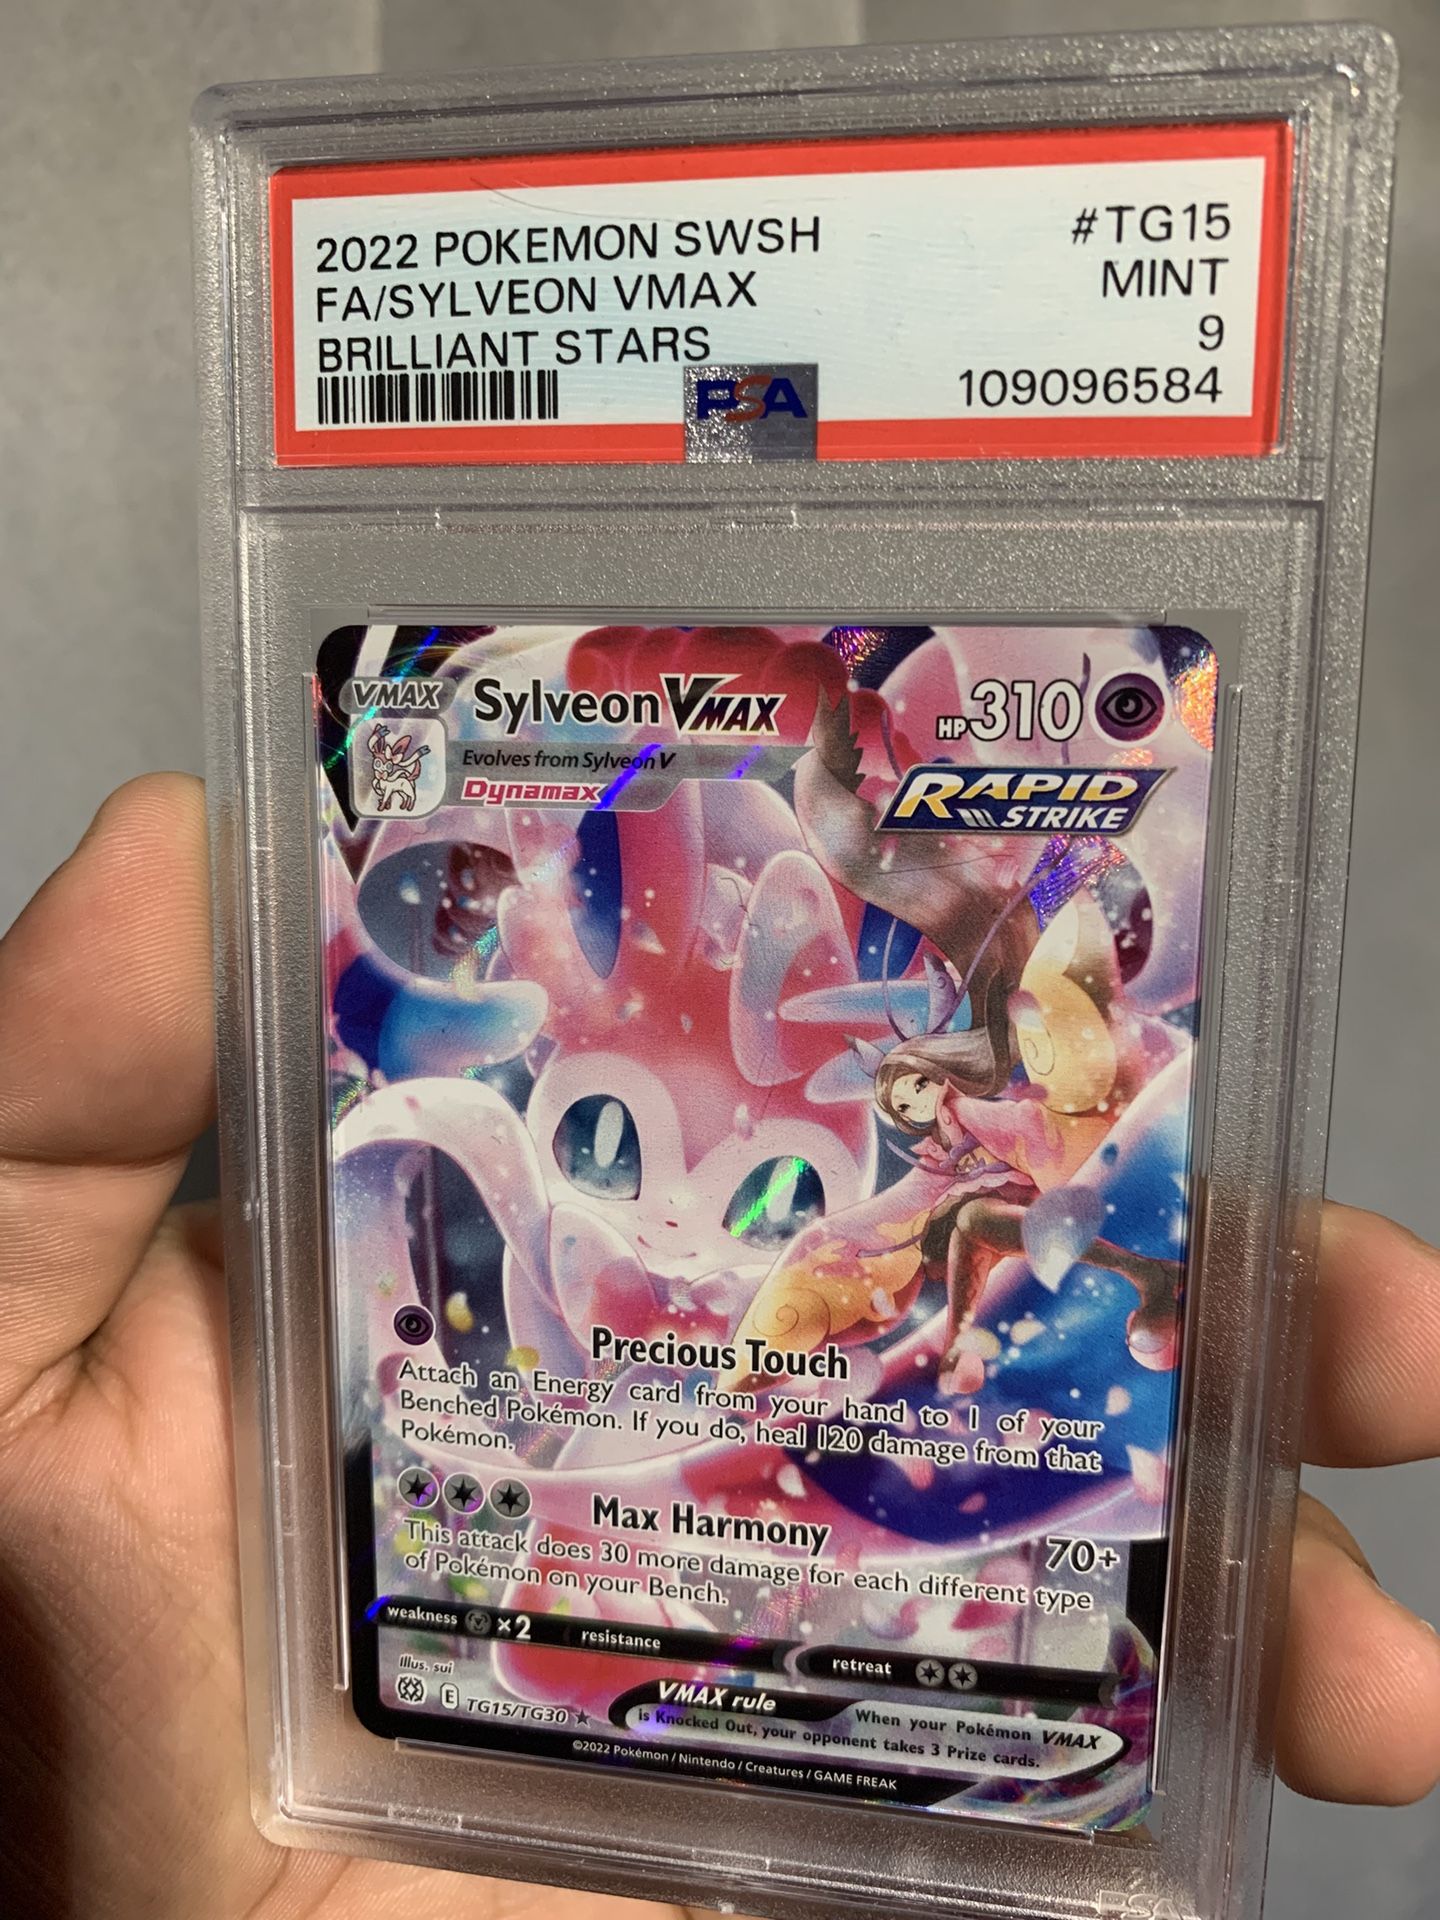 2022 POKEMON SWSH #TG15
FA/SYLVEON VMAX MINT
BRILLIANT STARS 9
PSA 109096584
VMAX Sylveon VMAX HP310
Evolves from Sylveon V
Dynamax
RAPID
STRIKE
Precious Touch
Attach an Energy card from your hand to 1 of your
Benched Pokémon. If you do, heal 120 damage from that
Pokémon.
Max Harmony 70+
This attack does 30 more damage for each different type
of Pokémon on your Bench.
weakness ×2 resistance retreat
Illus. sui
E TG15/TG30
VMAX rule When your Pokémon VMAX
is Knocked Out, your opponent takes 3 Prize cards.
©2022 Pokémon / Nintendo / Creatures / GAME FREAK
PSA